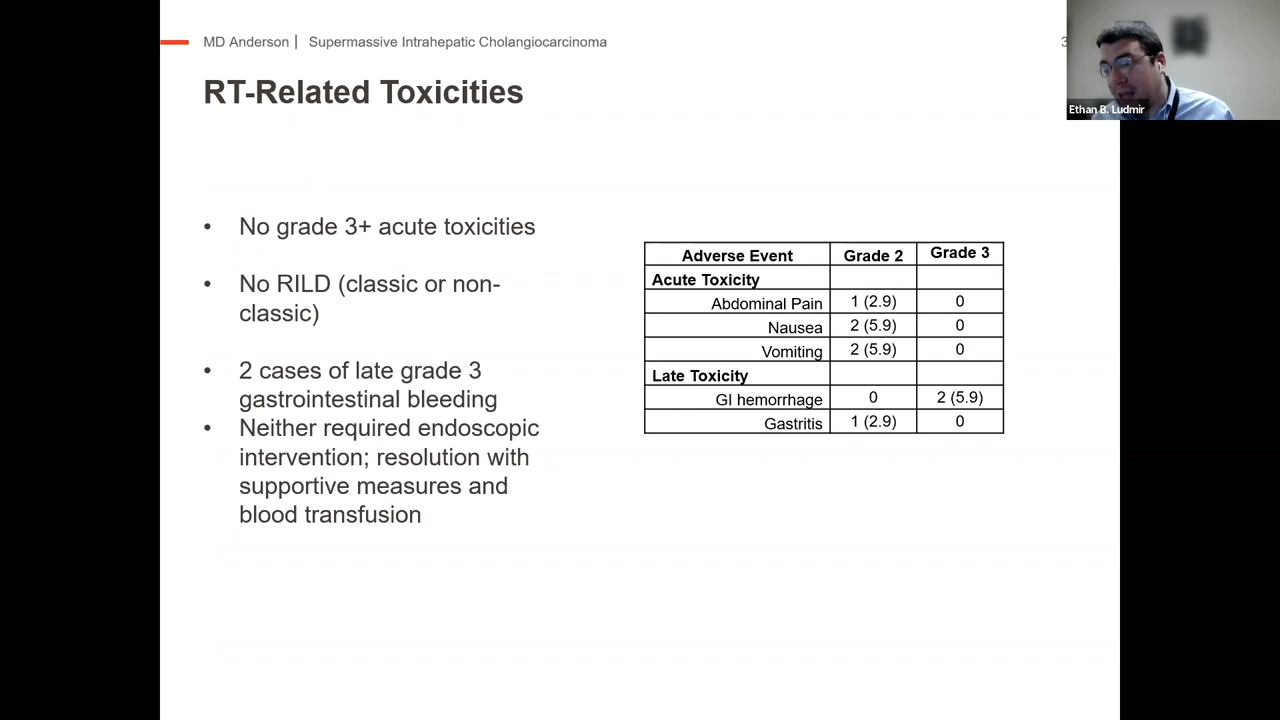 MD Anderson | Supermassive Intrahepatic Cholangiocarcinoma
3
Ethan B. Ludmir
RT-Related Toxicities
• No grade 3+ acute toxicities
• No RILD (classic or non-
classic)
• 2 cases of late grade 3
gastrointestinal bleeding
• Neither required endoscopic
intervention; resolution with
supportive measures and
blood transfusion
Adverse Event Grade 2 Grade 3
Acute Toxicity
Abdominal Pain 1 (2.9) 0
Nausea 2 (5.9) 0
Vomiting 2 (5.9) 0
Late Toxicity
GI hemorrhage 0 2 (5.9)
Gastritis 1 (2.9) 0